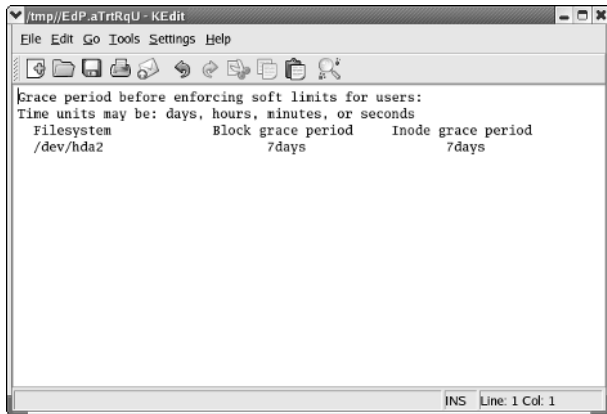 /tmp//EdP.aTrtRqU - KEdit
File Edit Go Tools Settings Help
Grace period before enforcing soft limits for users:
Time units may be: days, hours, minutes, or seconds
Filesystem Block grace period Inode grace period
/dev/hda2 7days 7days
INS Line: 1 Col: 1